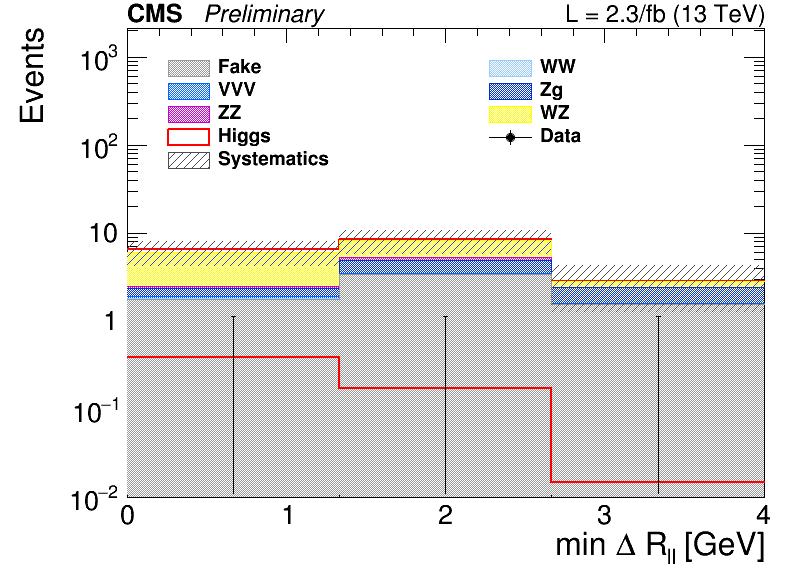 CMS Preliminary L = 2.3/fb (13 TeV)
Events
Fake WW
VVV Zg
ZZ WZ
Higgs Data
Systematics
10³
10²
10
1
10⁻¹
10⁻²
0 1 2 3 4
min Δ R_ll [GeV]